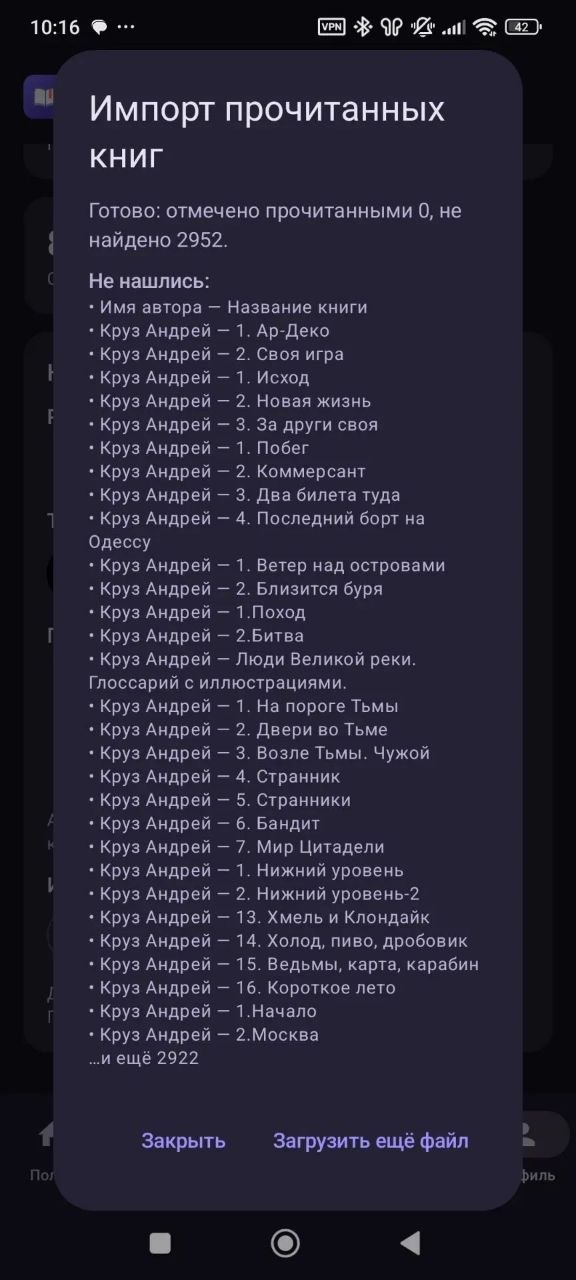 10:16
VPN
42
Импорт прочитанных
книг
Готово: отмечено прочитанными 0, не
найдено 2952.
Не нашлись:
• Имя автора — Название книги
• Круз Андрей — 1. Ар-Деко
• Круз Андрей — 2. Своя игра
• Круз Андрей — 1. Исход
• Круз Андрей — 2. Новая жизнь
• Круз Андрей — 3. За други своя
• Круз Андрей — 1. Побег
• Круз Андрей — 2. Коммерсант
• Круз Андрей — 3. Два билета туда
• Круз Андрей — 4. Последний борт на
Одессу
• Круз Андрей — 1. Ветер над островами
• Круз Андрей — 2. Близится буря
• Круз Андрей — 1.Поход
• Круз Андрей — 2.Битва
• Круз Андрей — Люди Великой реки.
Глоссарий с иллюстрациями.
• Круз Андрей — 1. На пороге Тьмы
• Круз Андрей — 2. Двери во Тьме
• Круз Андрей — 3. Возле Тьмы. Чужой
• Круз Андрей — 4. Странник
• Круз Андрей — 5. Странники
• Круз Андрей — 6. Бандит
• Круз Андрей — 7. Мир Цитадели
• Круз Андрей — 1. Нижний уровень
• Круз Андрей — 2. Нижний уровень-2
• Круз Андрей — 13. Хмель и Клондайк
• Круз Андрей — 14. Холод, пиво, дробовик
• Круз Андрей — 15. Ведьмы, карта, карабин
• Круз Андрей — 16. Короткое лето
• Круз Андрей — 1.Начало
• Круз Андрей — 2.Москва
…и ещё 2922
Закрыть
Загрузить ещё файл